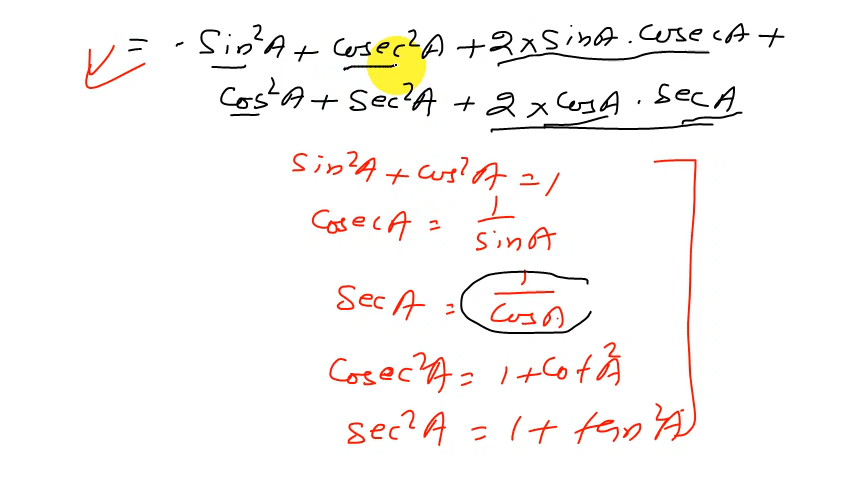 = - Sin²A + Cosec²A + 2 × SinA . CosecA +
Cos²A + Sec²A + 2 × CosA . SecA
Sin²A + Cos²A = 1
CosecA = 1/SinA
SecA = 1/CosA
Cosec²A = 1 + Cot²A
Sec²A = 1 + tan²A